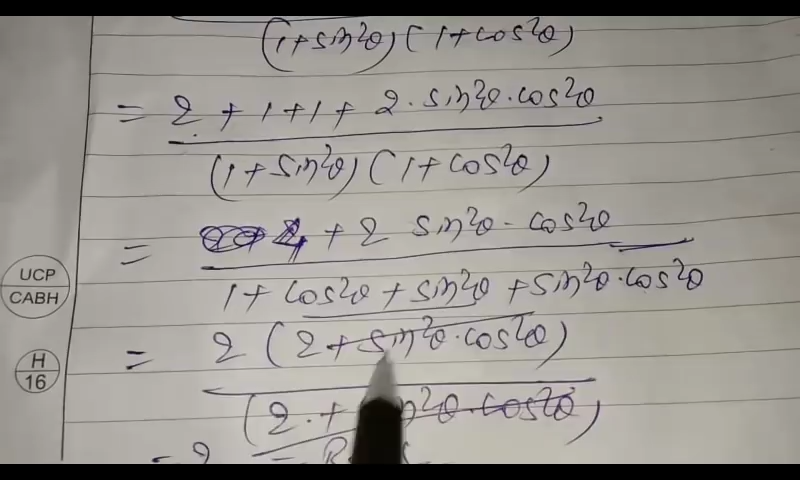 (1+sin²θ)(1+cos²θ)
= 2 + 1 + 1 + 2 · sin²θ · cos²θ
(1+sin²θ)(1+cos²θ)
= 4 + 2 sin²θ · cos²θ
1 + cos²θ + sin²θ + sin²θ · cos²θ
UCP
CABH
= 2 (2 + sin²θ · cos²θ)
H
16
(2 · + sin²θ · cos²θ)
= 2 =